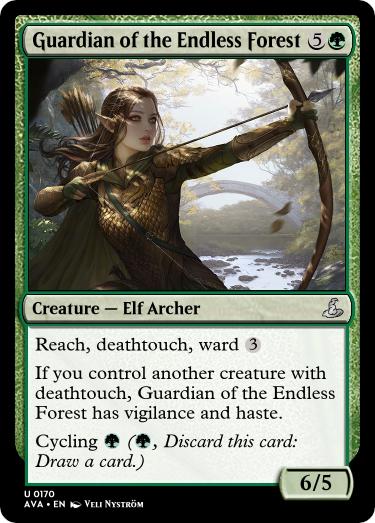 Guardian of the Endless Forest 5
Creature — Elf Archer
Reach, deathtouch, ward 3
If you control another creature with
deathtouch, Guardian of the Endless
Forest has vigilance and haste.
Cycling (, Discard this card:
Draw a card.)
6/5
U 0170
AVA • EN Veli Nyström